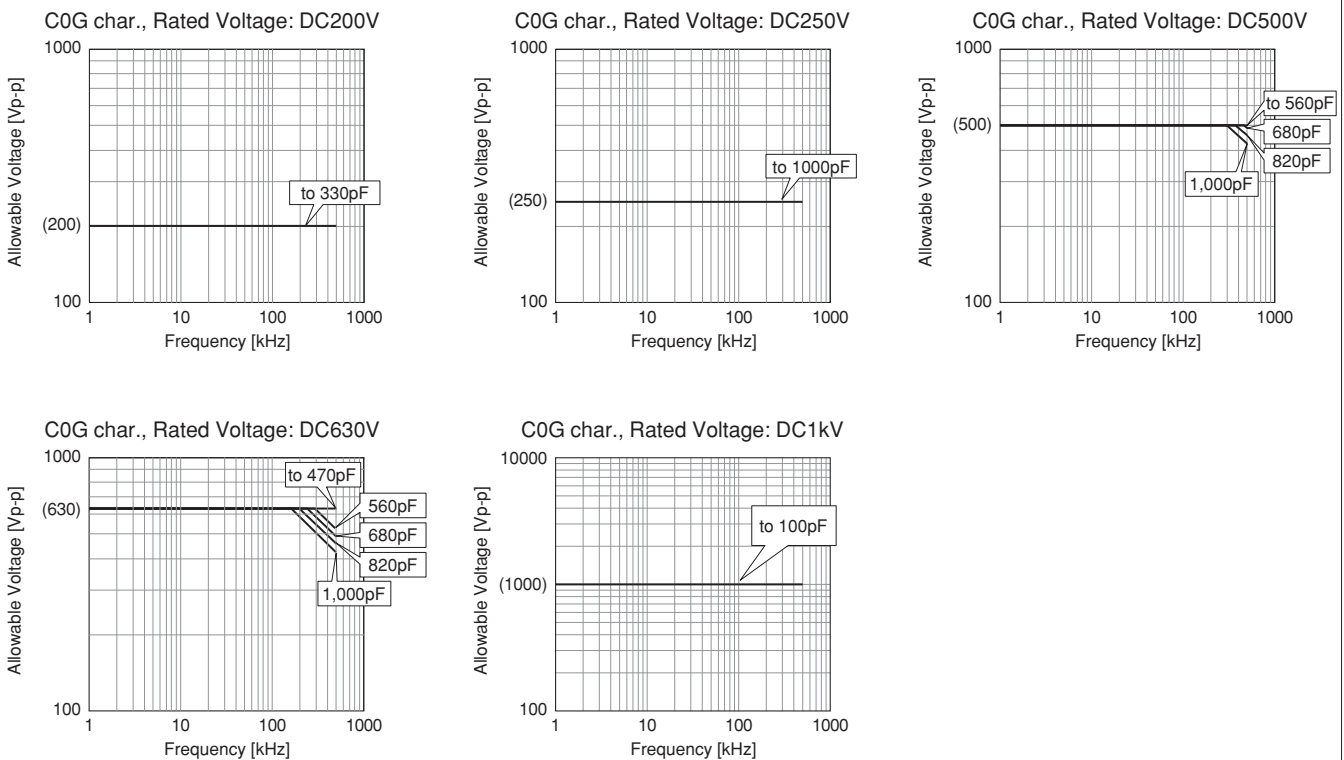 C0G char., Rated Voltage: DC200V
1000
(200)
100
Allowable Voltage [Vp-p]
to 330pF
1 10 100 1000
Frequency [kHz]
C0G char., Rated Voltage: DC250V
1000
(250)
100
Allowable Voltage [Vp-p]
to 1000pF
1 10 100 1000
Frequency [kHz]
C0G char., Rated Voltage: DC500V
1000
(500)
100
Allowable Voltage [Vp-p]
to 560pF
680pF
820pF
1,000pF
1 10 100 1000
Frequency [kHz]
C0G char., Rated Voltage: DC630V
1000
(630)
100
Allowable Voltage [Vp-p]
to 470pF
560pF
680pF
820pF
1,000pF
1 10 100 1000
Frequency [kHz]
C0G char., Rated Voltage: DC1kV
10000
(1000)
100
Allowable Voltage [Vp-p]
to 100pF
1 10 100 1000
Frequency [kHz]